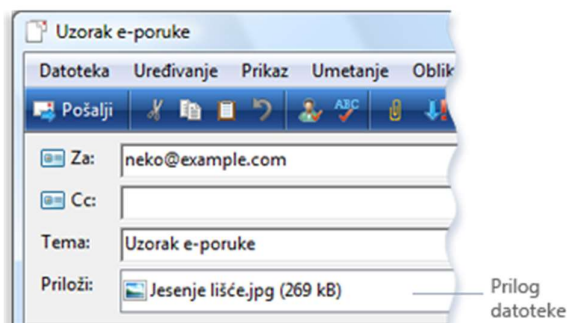 Uzorak e-poruke
Datoteka Uređivanje Prikaz Umetanje Oblik
Pošalji ABC
Za: neko@example.com
Cc:
Tema: Uzorak e-poruke
Priloži: Jesenje lišće.jpg (269 kB)
Prilog
datoteke